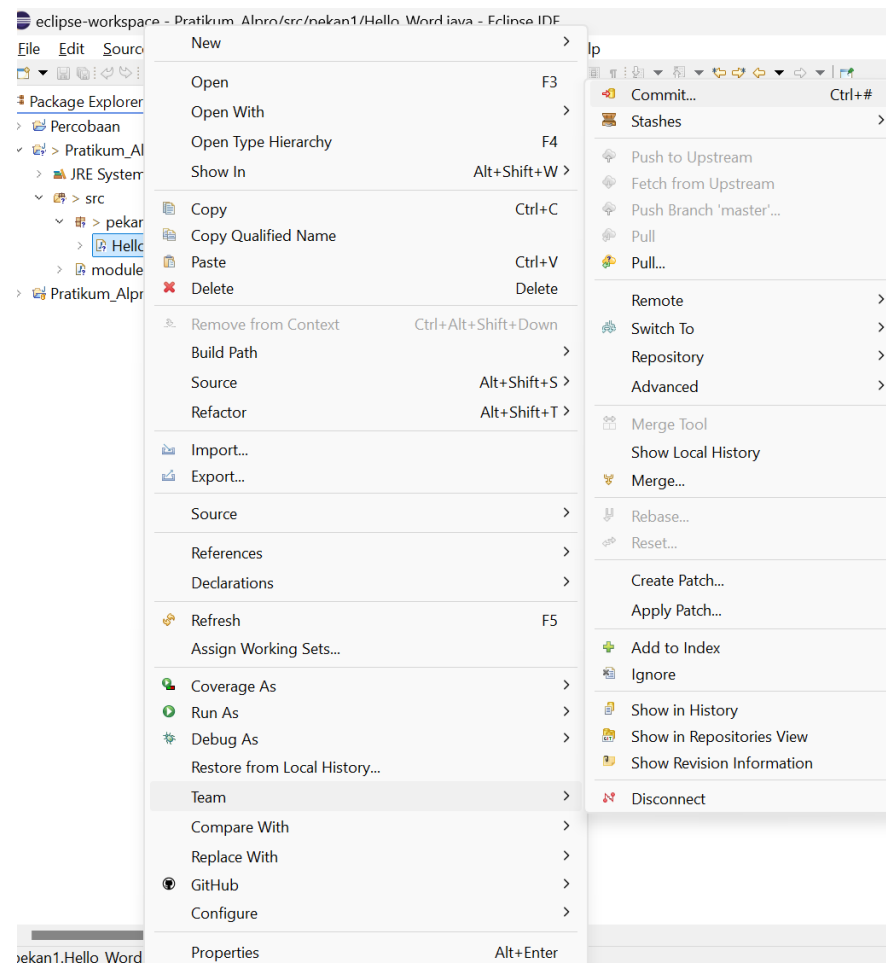 eclipse-workspace - Pratikum_Alpro/src/pekan1/Hello_Word.java - Eclipse IDE
File Edit Sourc lp
Package Explorer
Percobaan
> Pratikum_Al
JRE System
> src
> pekar
Hello
module
Pratikum_Alpr
New
Open F3
Open With
Open Type Hierarchy F4
Show In Alt+Shift+W
Copy Ctrl+C
Copy Qualified Name
Paste Ctrl+V
Delete Delete
Remove from Context Ctrl+Alt+Shift+Down
Build Path
Source Alt+Shift+S
Refactor Alt+Shift+T
Import...
Export...
Source
References
Declarations
Refresh F5
Assign Working Sets...
Coverage As
Run As
Debug As
Restore from Local History...
Team
Compare With
Replace With
GitHub
Configure
Properties Alt+Enter
Commit... Ctrl+#
Stashes
Push to Upstream
Fetch from Upstream
Push Branch 'master'...
Pull
Pull...
Remote
Switch To
Repository
Advanced
Merge Tool
Show Local History
Merge...
Rebase...
Reset...
Create Patch...
Apply Patch...
Add to Index
Ignore
Show in History
Show in Repositories View
Show Revision Information
Disconnect
pekan1.Hello_Word